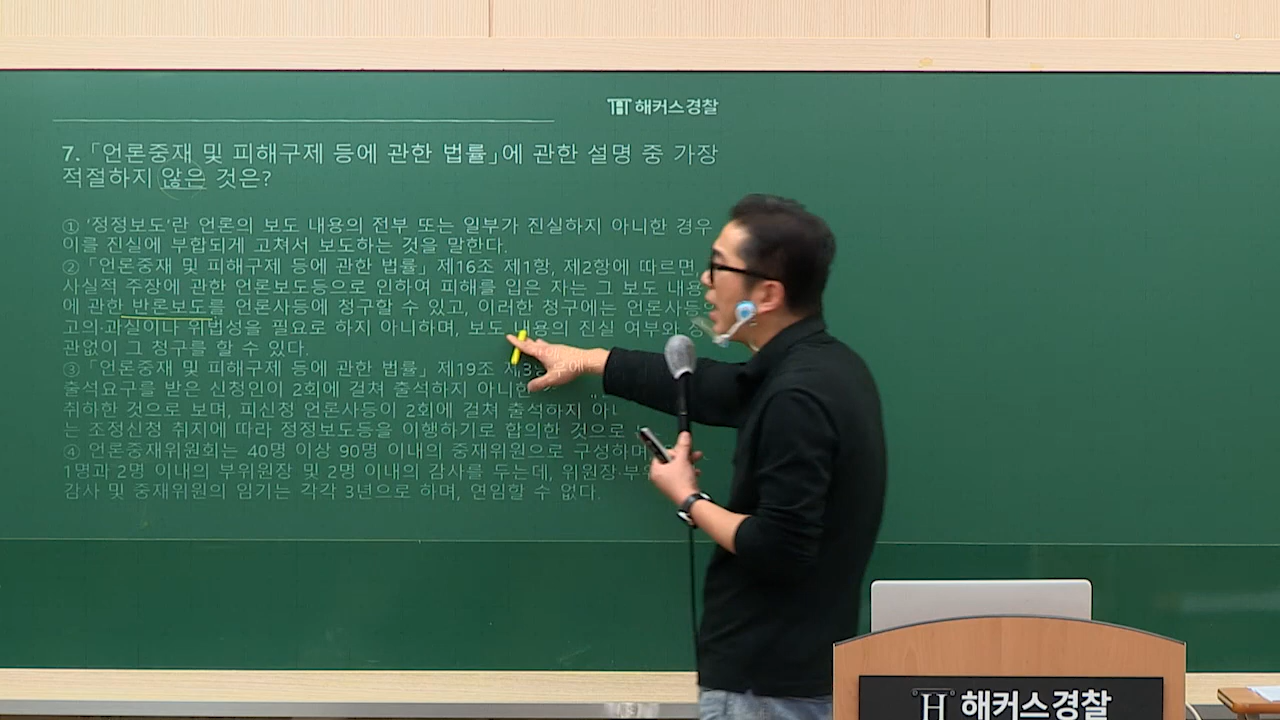 해커스경찰
7. 「언론중재 및 피해구제 등에 관한 법률」에 관한 설명 중 가장
적절하지 않은 것은?
① '정정보도'란 언론의 보도 내용의 전부 또는 일부가 진실하지 아니한 경우
이를 진실에 부합되게 고쳐서 보도하는 것을 말한다.
② 「언론중재 및 피해구제 등에 관한 법률」 제16조 제1항, 제2항에 따르면,
사실적 주장에 관한 언론보도등으로 인하여 피해를 입은 자는 그 보도 내용
에 관한 반론보도를 언론사등에 청구할 수 있고, 이러한 청구에는 언론사등
고의·과실이나 위법성을 필요로 하지 아니하며, 보도 내용의 진실 여부와
관없이 그 청구를 할 수 있다.
③ 「언론중재 및 피해구제 등에 관한 법률」 제19조
출석요구를 받은 신청인이 2회에 걸쳐 출석하지 아니한
취하한 것으로 보며, 피신청 언론사등이 2회에 걸쳐 출석하지
는 조정신청 취지에 따라 정정보도등을 이행하기로 합의한 것으로
④ 언론중재위원회는 40명 이상 90명 이내의 중재위원으로 구성하며
1명과 2명 이내의 부위원장 및 2명 이내의 감사를 두는데, 위원장·
감사 및 중재위원의 임기는 각각 3년으로 하며, 연임할 수 없다.
H 해커스경찰